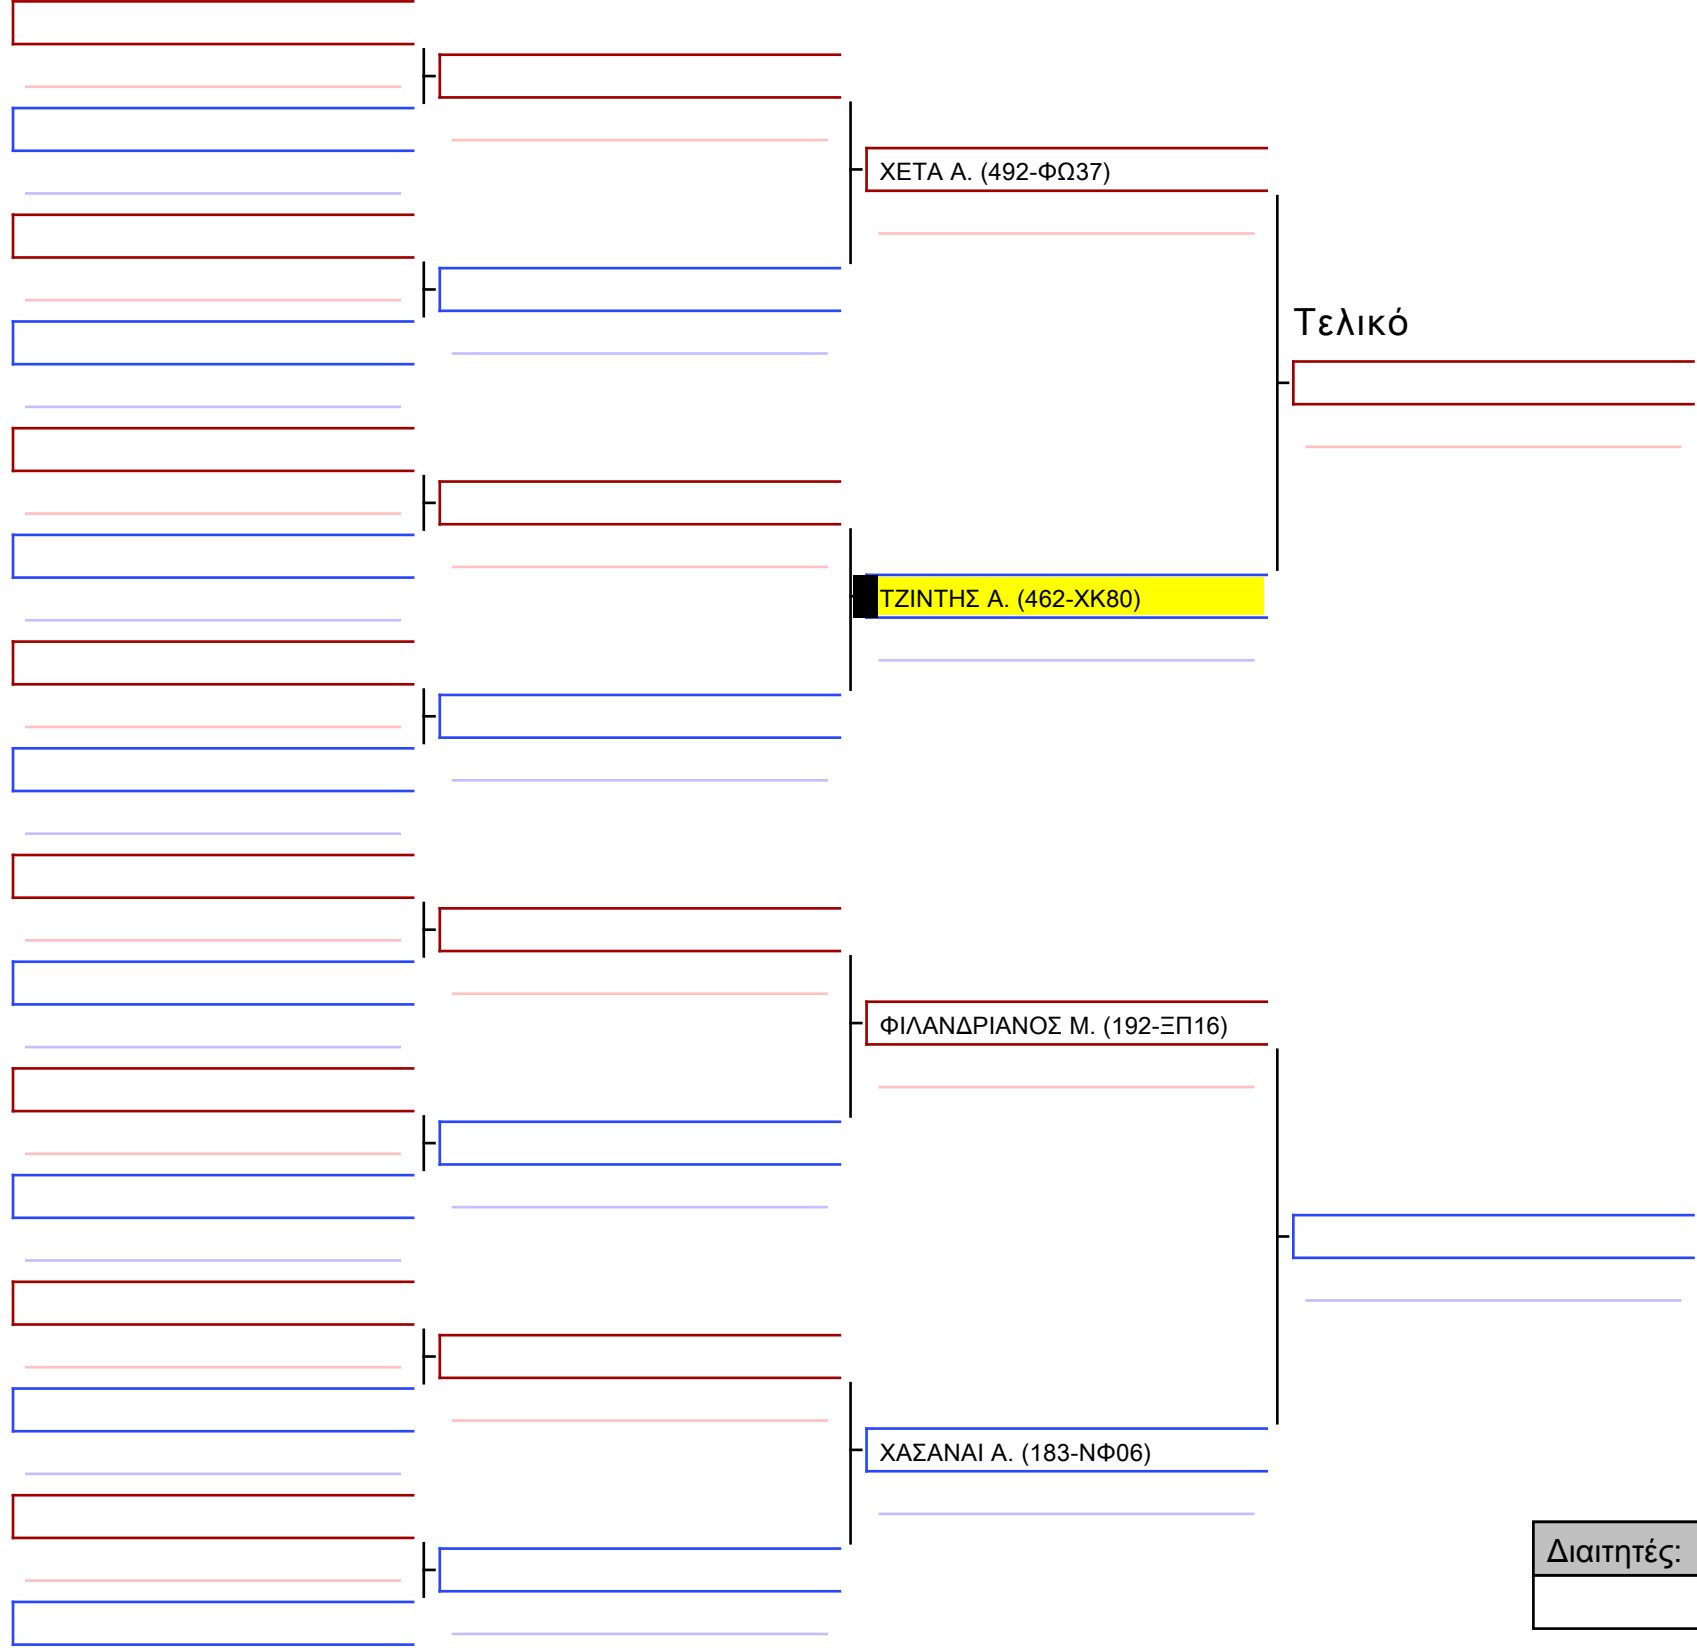 ΧΕΤΑ Α. (492-ΦΩ37)
Τελικό
ΤΖΙΝΤΗΣ Α. (462-ΧΚ80)
ΦΙΛΑΝΔΡΙΑΝΟΣ Μ. (192-ΞΠ16)
ΧΑΣΑΝΑΙ Α. (183-ΝΦ06)
Διαιτητές: